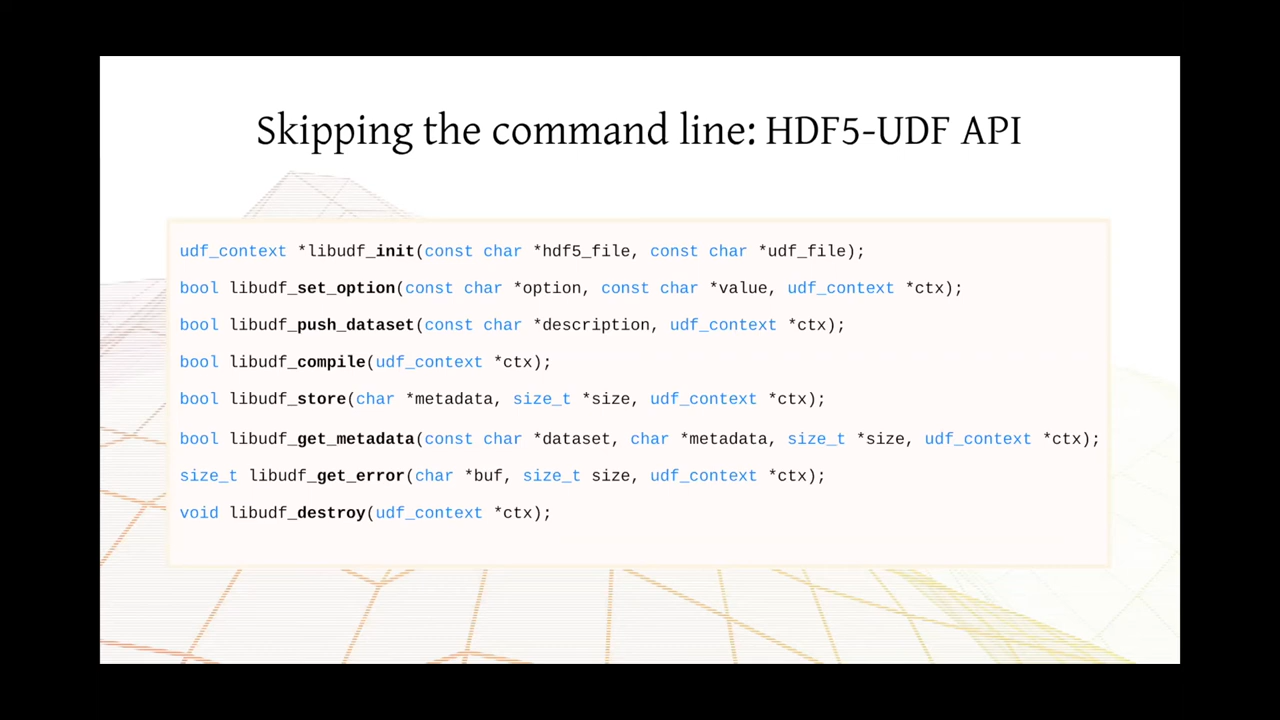 Skipping the command line: HDF5-UDF API
udf_context *libudf_init(const char *hdf5_file, const char *udf_file);
bool libudf_set_option(const char *option, const char *value, udf_context *ctx);
bool libudf_push_dataset(const char *description, udf_context *ctx);
bool libudf_compile(udf_context *ctx);
bool libudf_store(char *metadata, size_t *size, udf_context *ctx);
bool libudf_get_metadata(const char *dataset, char *metadata, size_t *size, udf_context *ctx);
size_t libudf_get_error(char *buf, size_t size, udf_context *ctx);
void libudf_destroy(udf_context *ctx);